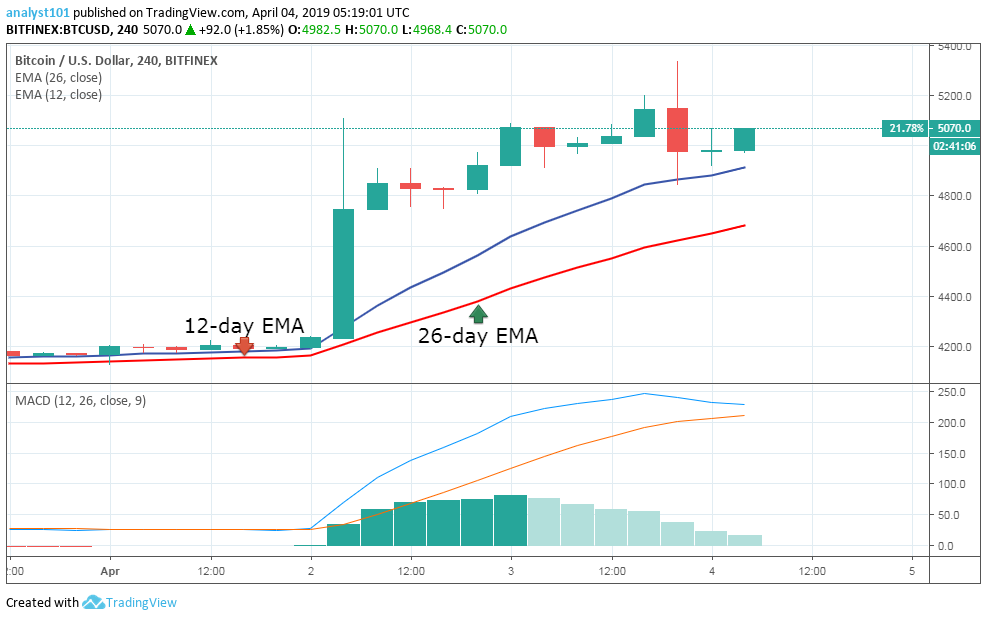 analyst101 published on TradingView.com, April 04, 2019 05:19:01 UTC
BITFINEX:BTCUSD, 240 5070.0 ▲ +92.0 (+1.85%) O:4982.5 H:5070.0 L:4968.4 C:5070.0
Bitcoin / U.S. Dollar, 240, BITFINEX
EMA (26, close)
EMA (12, close)
5400.0
5200.0
21.78% 5070.0
02:41:06
4800.0
4600.0
4400.0
4200.0
12-day EMA
26-day EMA
MACD (12, 26, close, 9)
250.0
200.0
150.0
100.0
50.0
0.0
:00 Apr 12:00 2 12:00 3 12:00 4 12:00 5
Created with TradingView